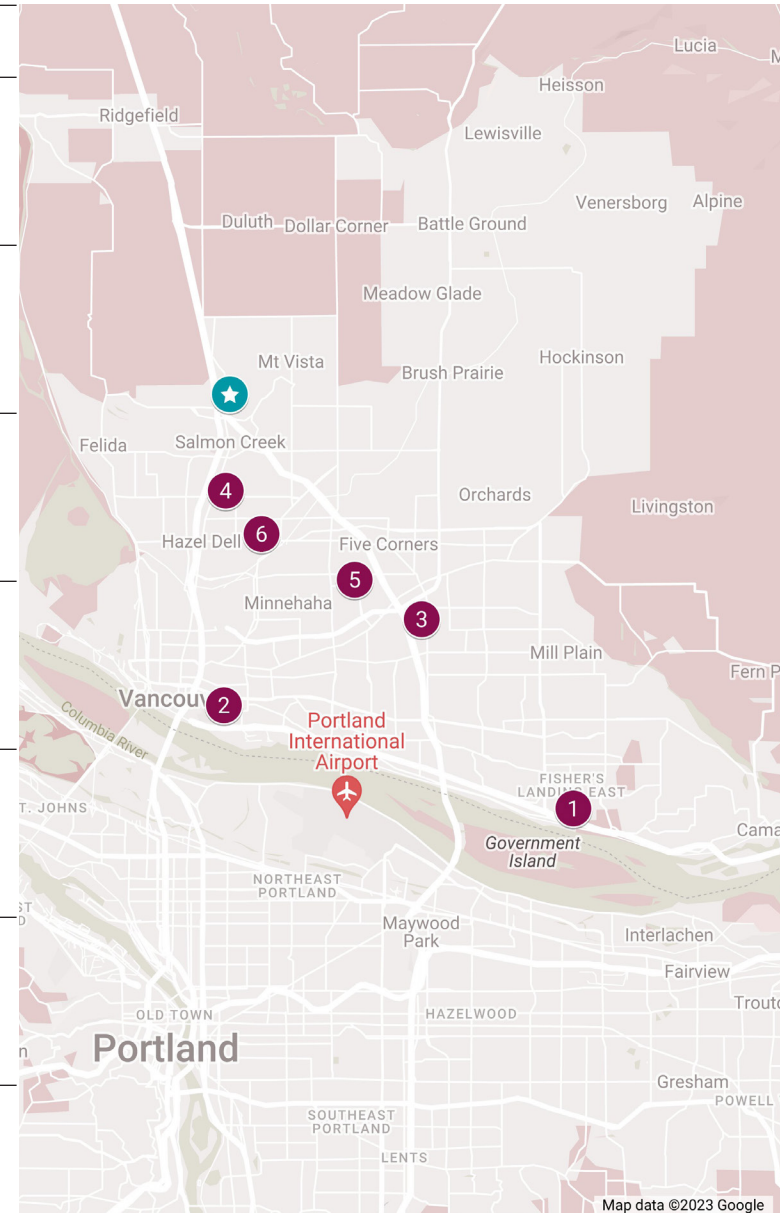 Lucia
M
Heisson
Ridgefield
Lewisville
Venersborg
Alpine
Duluth
Dollar Corner
Battle Ground
Meadow Glade
Mt Vista
Hockinson
Brush Prairie
Felida
Salmon Creek
4
Orchards
Livingston
6
Hazel Dell
Five Corners
5
Minnehaha
3
Mill Plain
Fern P
Vancouv
2
Columbia River
Portland
International
Airport
FISHER'S
LANDING EAST
1
T. JOHNS
Government
Island
Cama
NORTHEAST
PORTLAND
ST
D
Maywood
Park
Interlachen
Fairview
Troutd
OLD TOWN
HAZELWOOD
Portland
n
Gresham
POWELL
SOUTHEAST
PORTLAND
LENTS
Map data ©2023 Google